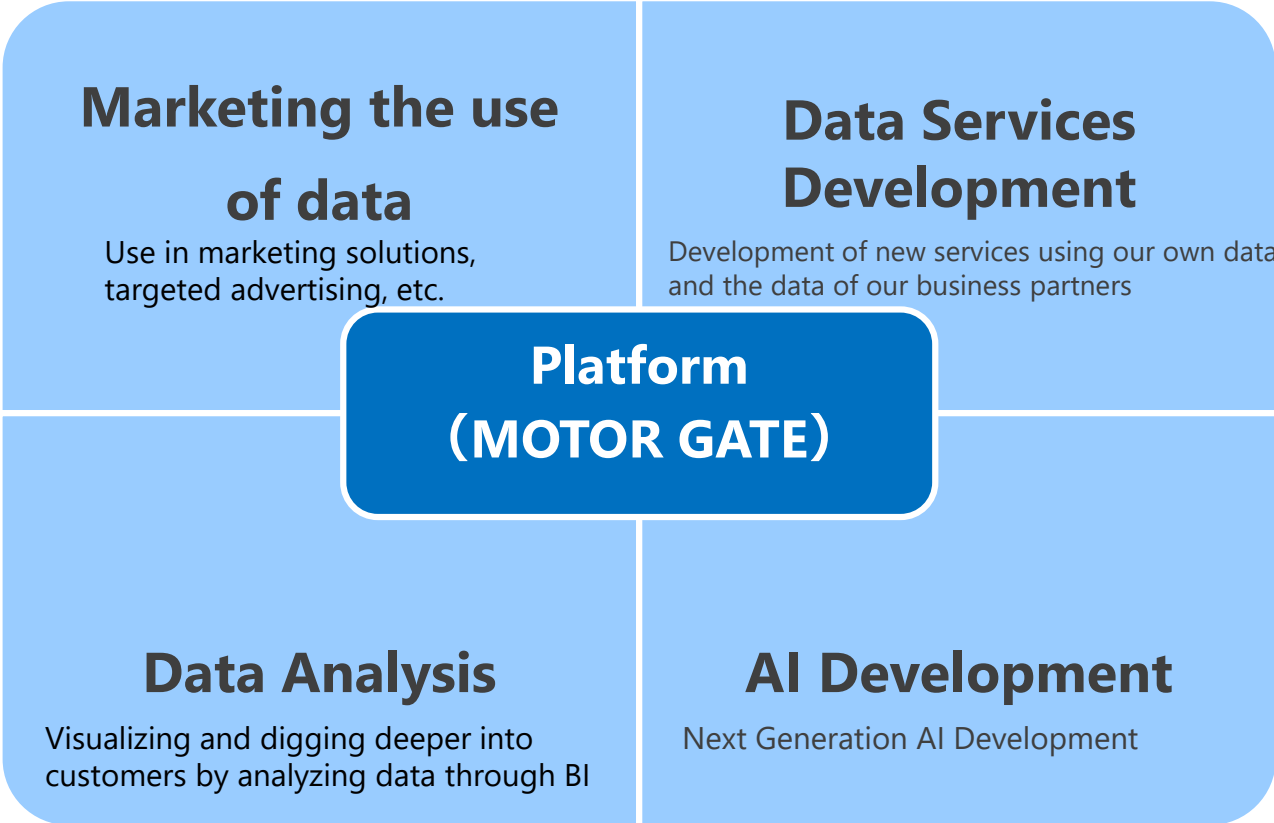 Marketing the use
of data
Use in marketing solutions,
targeted advertising, etc.
Data Services
Development
Development of new services using our own data
and the data of our business partners
Platform
（MOTOR GATE）
Data Analysis
Visualizing and digging deeper into
customers by analyzing data through BI
AI Development
Next Generation AI Development